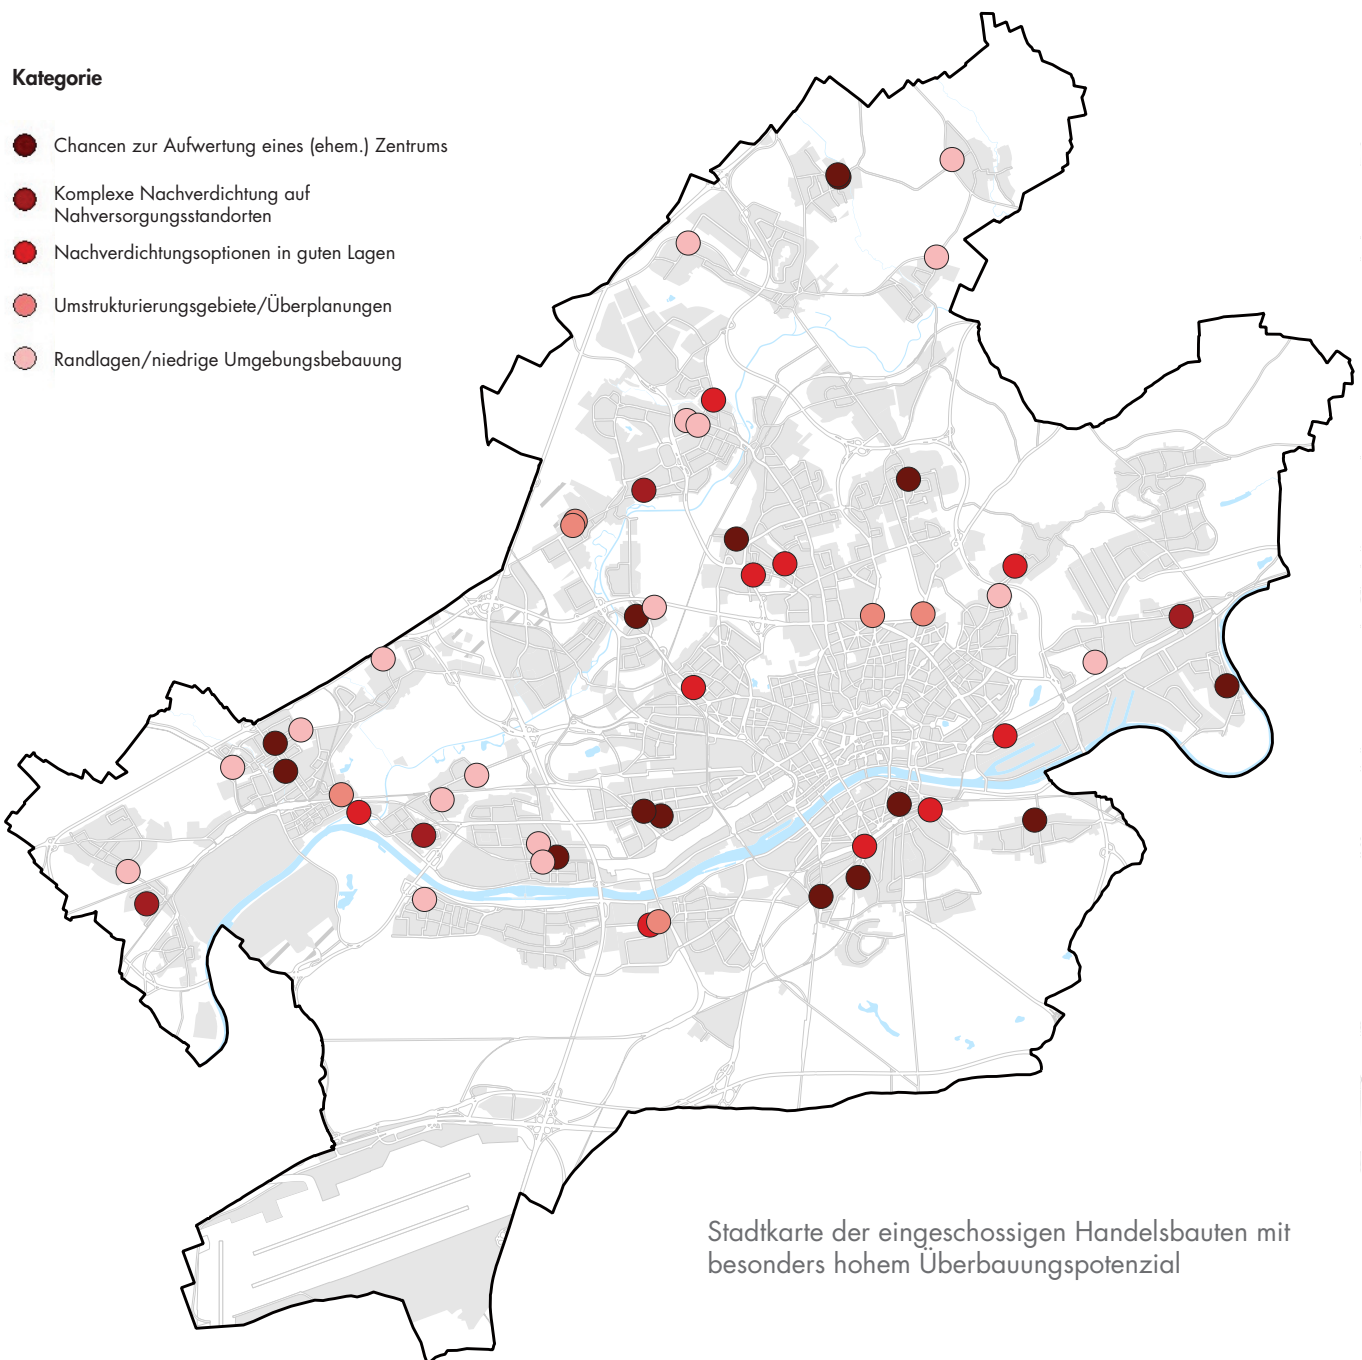 Kategorie
Chancen zur Aufwertung eines (ehem.) Zentrums
Komplexe Nachverdichtung auf
Nahversorgungsstandorten
Nachverdichtungsoptionen in guten Lagen
Umstrukturierungsgebiete/Überplanungen
Randlagen/niedrige Umgebungsbebauung
Stadtkarte der eingeschossigen Handelsbauten mit
besonders hohem Überbauungspotenzial